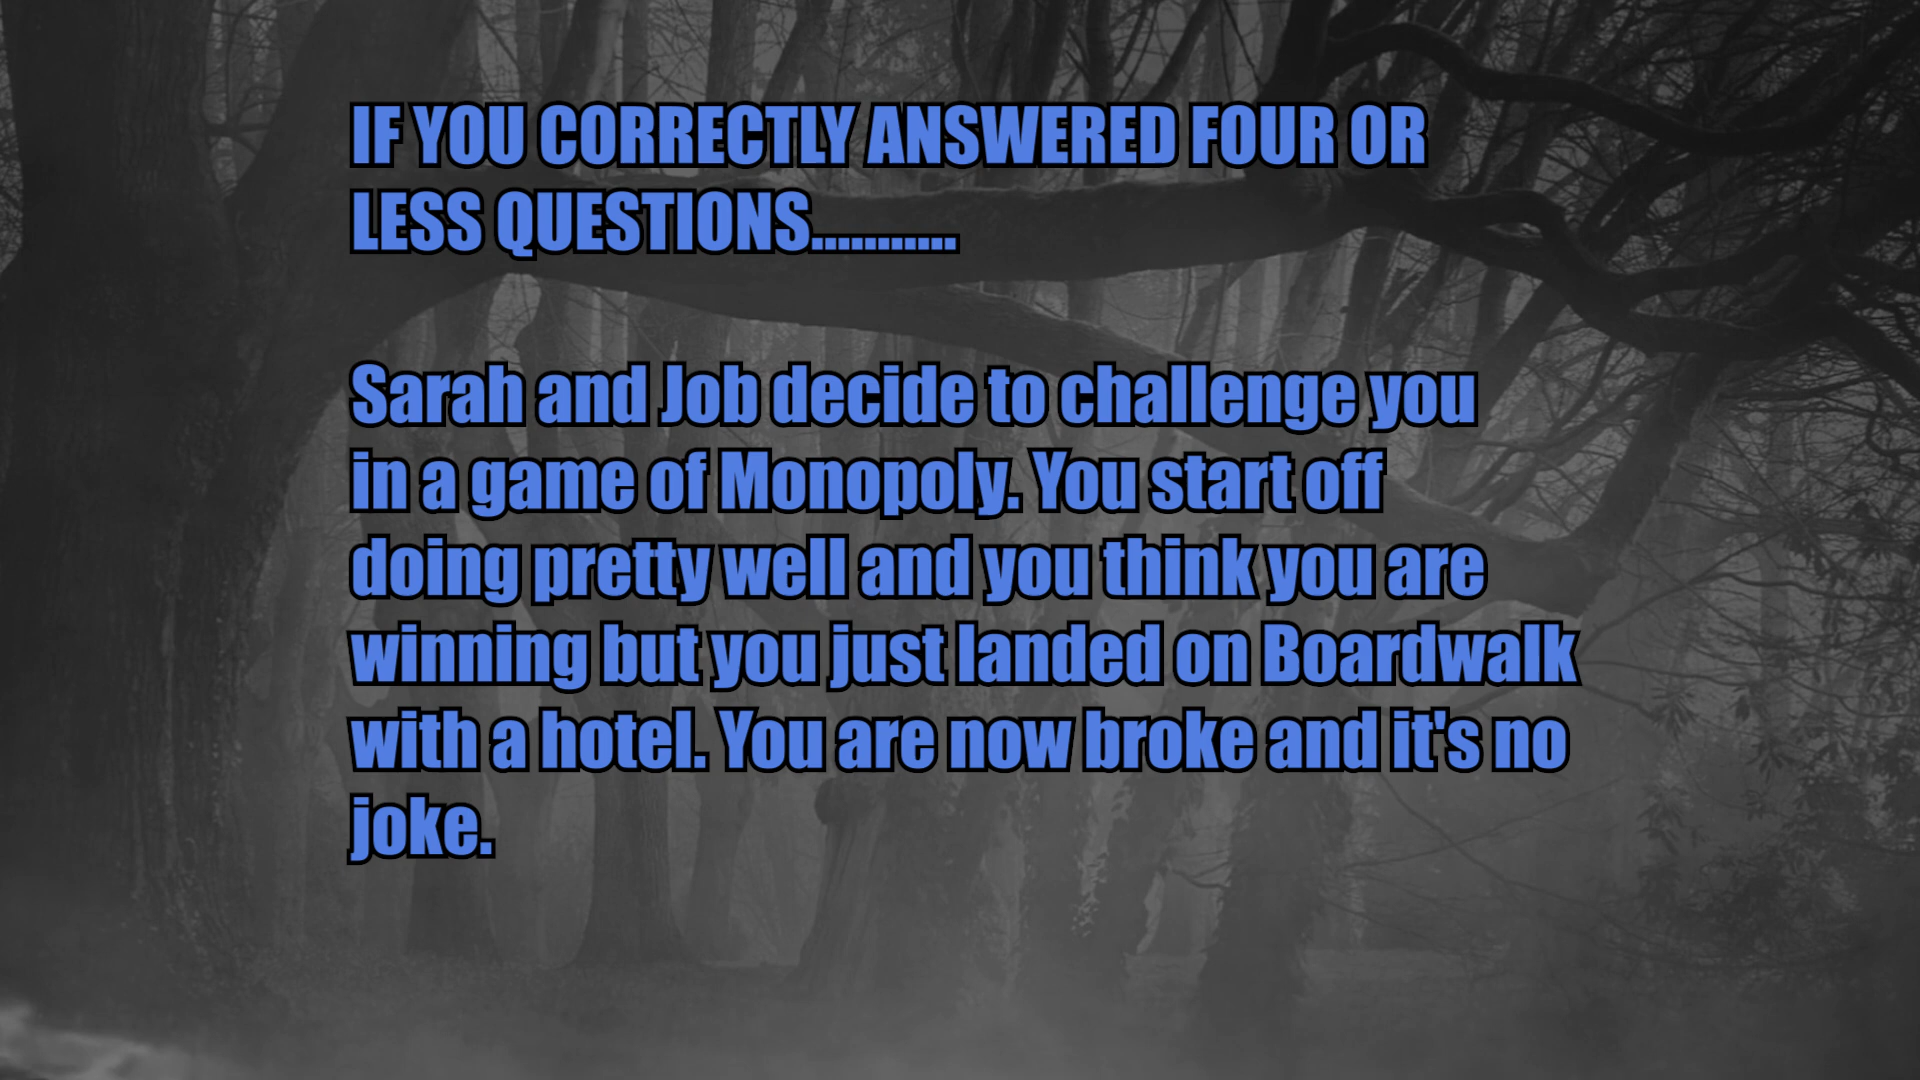 IF YOU CORRECTLY ANSWERED FOUR OR
LESS QUESTIONS...........
Sarah and Job decide to challenge you
in a game of Monopoly. You start off
doing pretty well and you think you are
winning but you just landed on Boardwalk
with a hotel. You are now broke and it's no
joke.